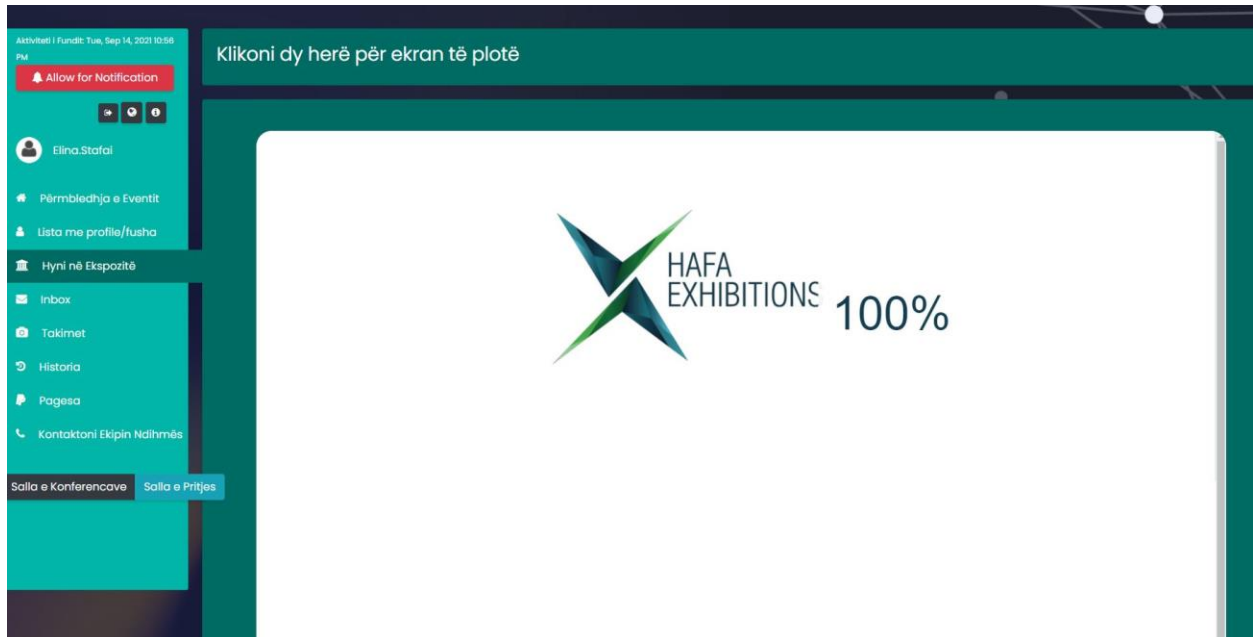 Aktiviteti i Fundit: Tue, Sep 14, 2021 10:56
PM
Allow for Notification
Elina.Stafai
Përmbledhja e Eventit
Lista me profile/fusha
Hyni në Ekspozitë
Inbox
Takimet
Historia
Pagesa
Kontaktoni Ekipin Ndihmës
Salla e Konferencave
Salla e Pritjes
Klikoni dy herë për ekran të plotë
HAFA
EXHIBITIONS
100%